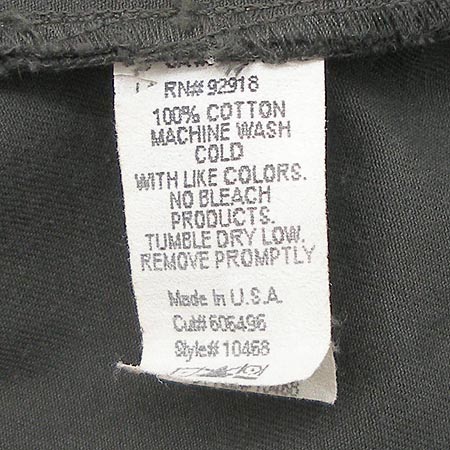 RN# 92918
100% COTTON
MACHINE WASH
COLD
WITH LIKE COLORS.
NO BLEACH
PRODUCTS.
TUMBLE DRY LOW.
REMOVE PROMPTLY
Made In U.S.A.
Cut# 606496
Style# 10468